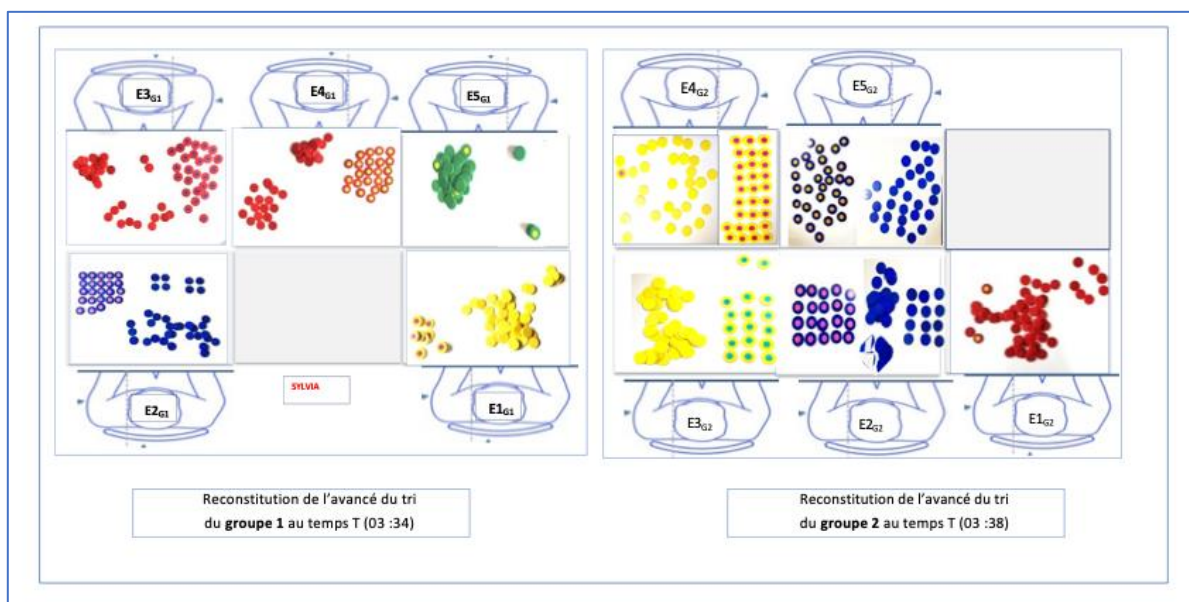 E3G1
E4G1
E5G1
E4G2
E5G2
SYLVIA
E2G1
E1G1
E3G2
E2G2
E1G2
Reconstitution de l'avancé du tri
du groupe 1 au temps T (03 :34)
Reconstitution de l'avancé du tri
du groupe 2 au temps T (03 :38)